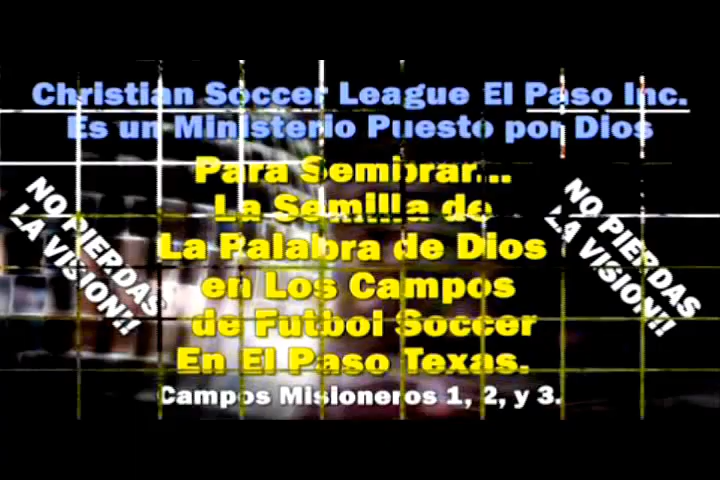 Christian Soccer League El Paso Inc.
Es un Ministerio Puesto por Dios
Para Sembrar...
La Semilla de
La Palabra de Dios
en Los Campos
de Futbol Soccer
En El Paso Texas.
Campos Misioneros 1, 2, y 3.
NO PIERDAS
LA VISION!!
NO PIERDAS
LA VISION!!